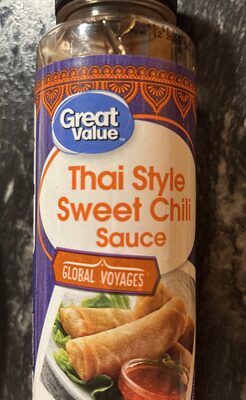 Great
Value
Thai Style
Sweet Chili
Sauce
GLOBAL VOYAGES